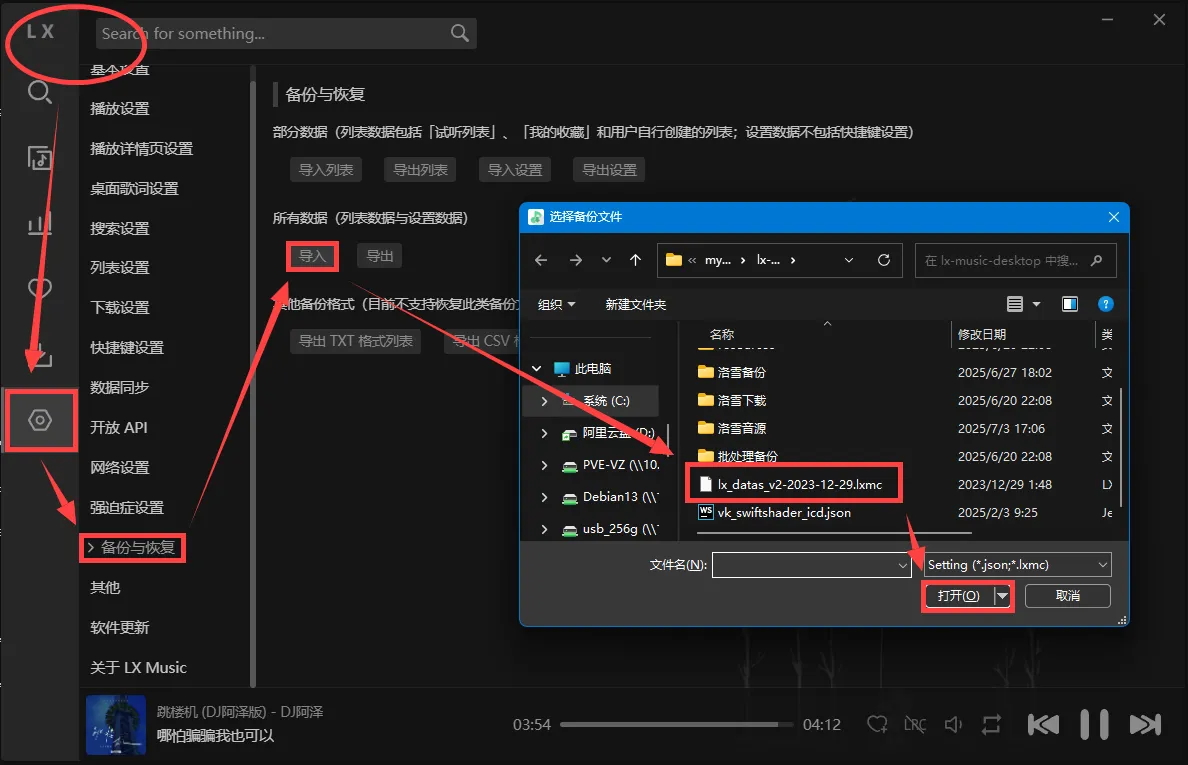 LX
Search for something...
基本设置
播放设置
播放详情页设置
桌面歌词设置
搜索设置
列表设置
下载设置
快捷键设置
数据同步
开放 API
网络设置
强迫症设置
备份与恢复
其他
软件更新
关于 LX Music
备份与恢复
部分数据（列表数据包括「试听列表」、「我的收藏」和用户自行创建的列表；设置数据不包括快捷键设置）
导入列表 导出列表 导入设置 导出设置
所有数据（列表数据与设置数据）
导入 导出
其他备份格式（目前不支持恢复此类备份文
导出 TXT 格式列表 导出 CSV 格
选择备份文件
« my... › lx-... ›
在 lx-music-desktop 中搜...
组织 新建文件夹
此电脑
系统 (C:)
阿里云盘 (D:)
PVE-VZ (\\10.
Debian13 (\\
usb_256g (\\
名称 修改日期 类
洛雪备份 2025/6/27 18:02 文
洛雪下载 2025/6/20 22:08 文
洛雪音源 2025/7/3 17:06 文
批处理备份 2025/6/20 22:08 文
lx_datas_v2-2023-12-29.lxmc 2023/12/29 1:48 LX
WS vk_swiftshader_icd.json 2025/2/3 9:25 Je
文件名(N): Setting (*.json;*.lxmc)
打开(O) 取消
跳楼机 (DJ阿泽版) - DJ阿泽
哪怕骗骗我也可以
03:54 04:12
LRC